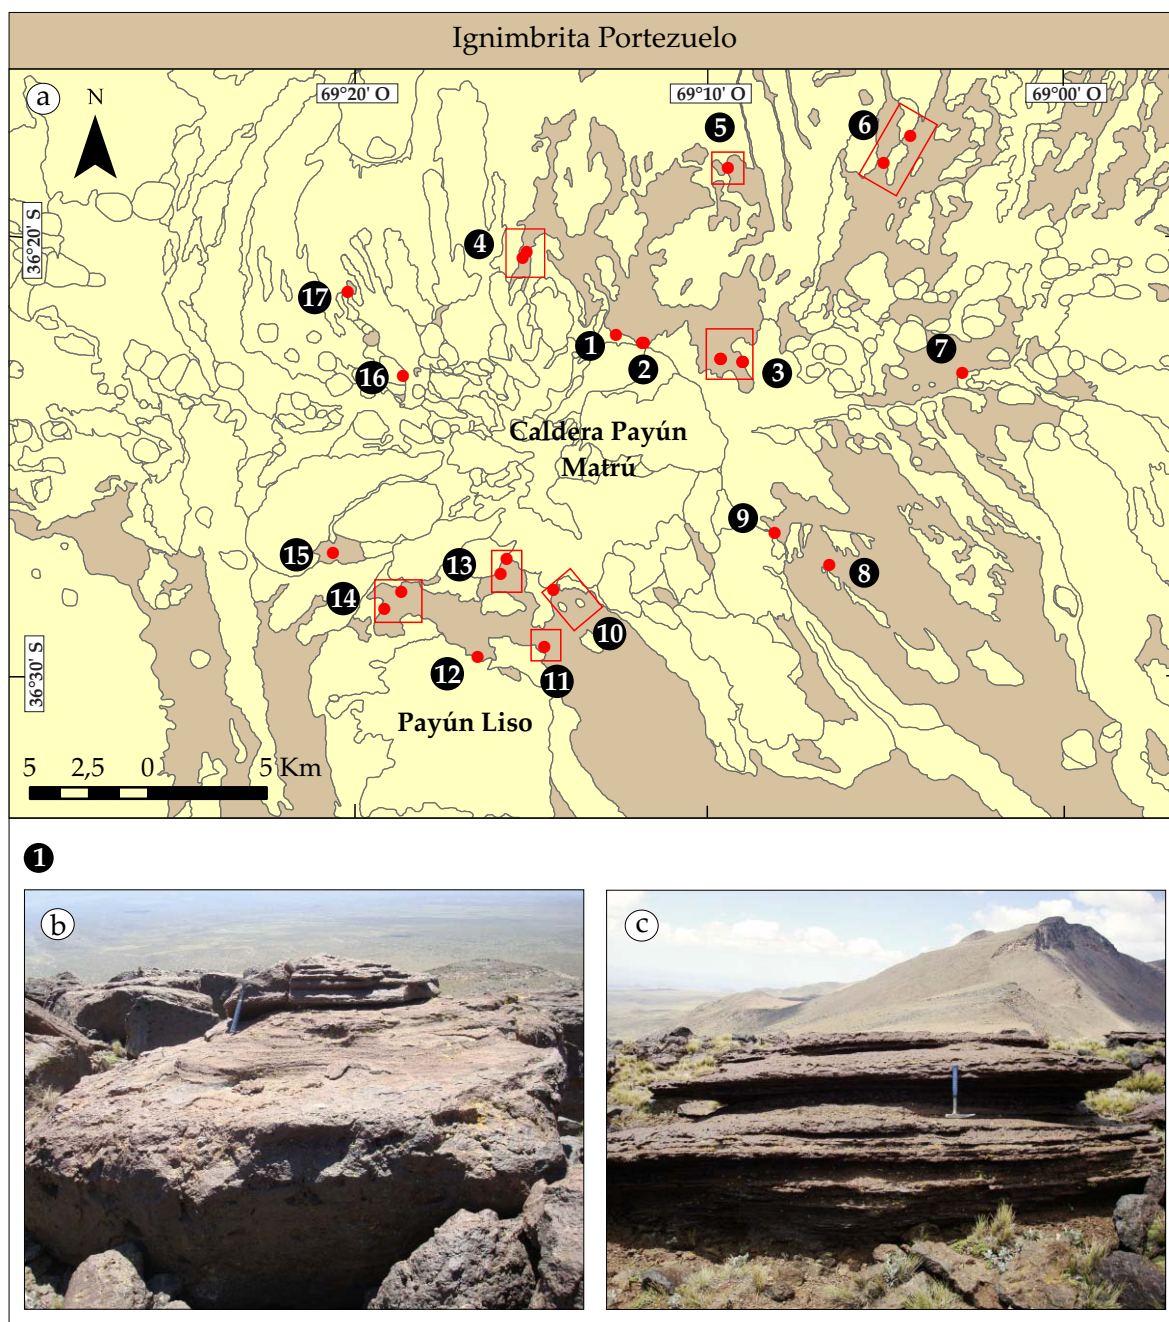 Ignimbrita Portezuelo
a
N
69°20' O
69°10' O
69°00' O
5
6
36°20' S
4
17
1
2
3
7
16
Caldera Payún
Matrú
9
15
13
8
14
10
12
11
36°30' S
Payún Liso
5 2,5 0 5 Km
1
b
c